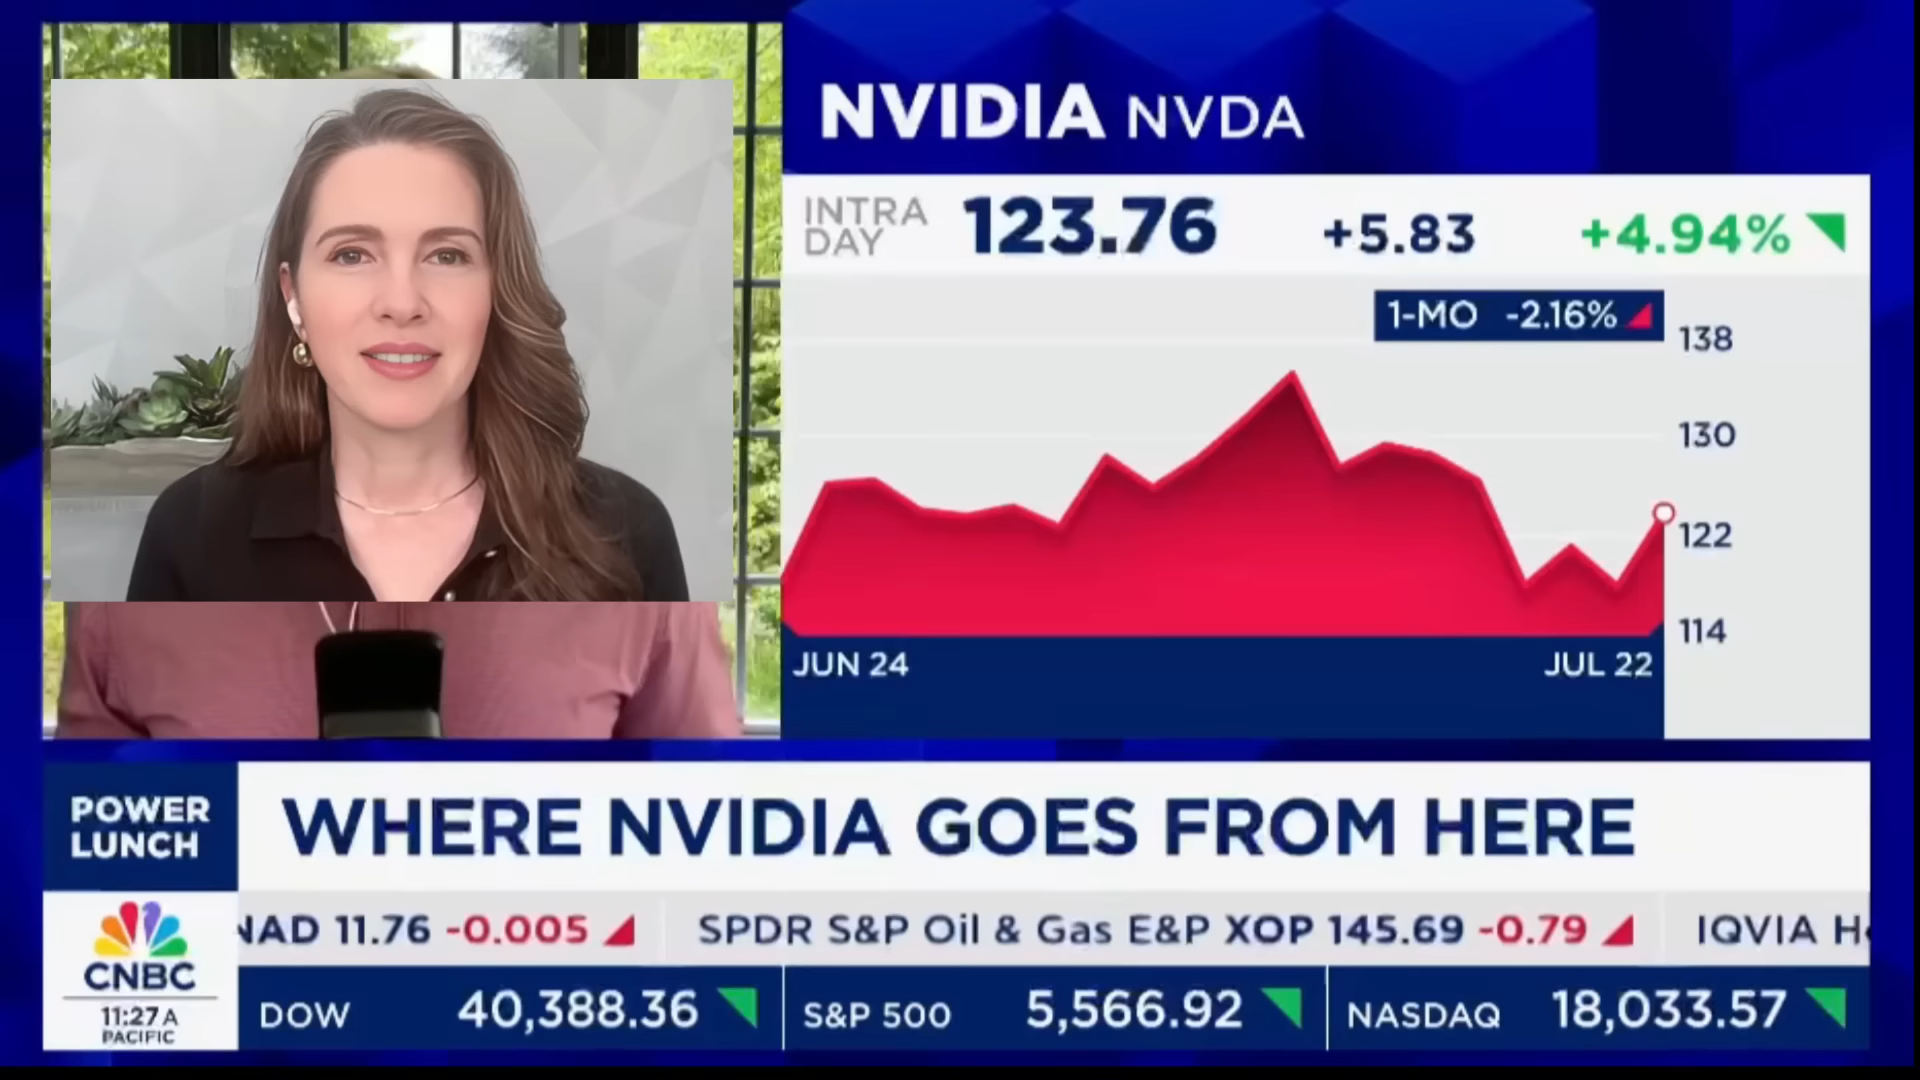 NVIDIA NVDA
INTRA
DAY
123.76 +5.83 +4.94%
1-MO -2.16%
138
130
122
114
JUN 24 JUL 22
POWER
LUNCH
WHERE NVIDIA GOES FROM HERE
NAD 11.76 -0.005 SPDR S&P Oil & Gas E&P XOP 145.69 -0.79 IQVIA
CNBC
11:27 A
PACIFIC
DOW 40,388.36 S&P 500 5,566.92 NASDAQ 18,033.57